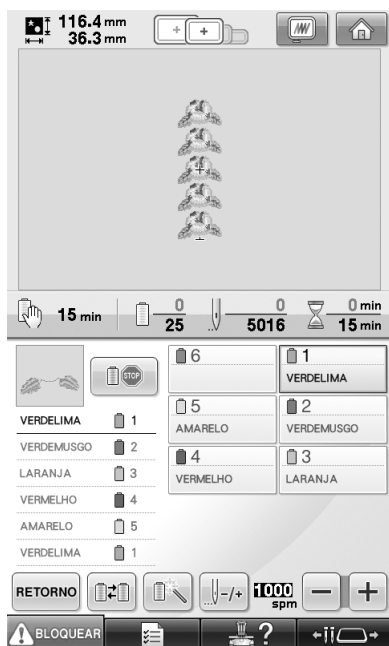 116.4 mm
36.3 mm
15 min
0
25
0
5016
0 min
15 min
STOP
6
1
VERDELIMA
5
AMARELO
2
VERDEMUSGO
4
VERMELHO
3
LARANJA
VERDELIMA 1
VERDEMUSGO 2
LARANJA 3
VERMELHO 4
AMARELO 5
VERDELIMA 1
RETORNO
-/+
1000
spm
BLOQUEAR
?